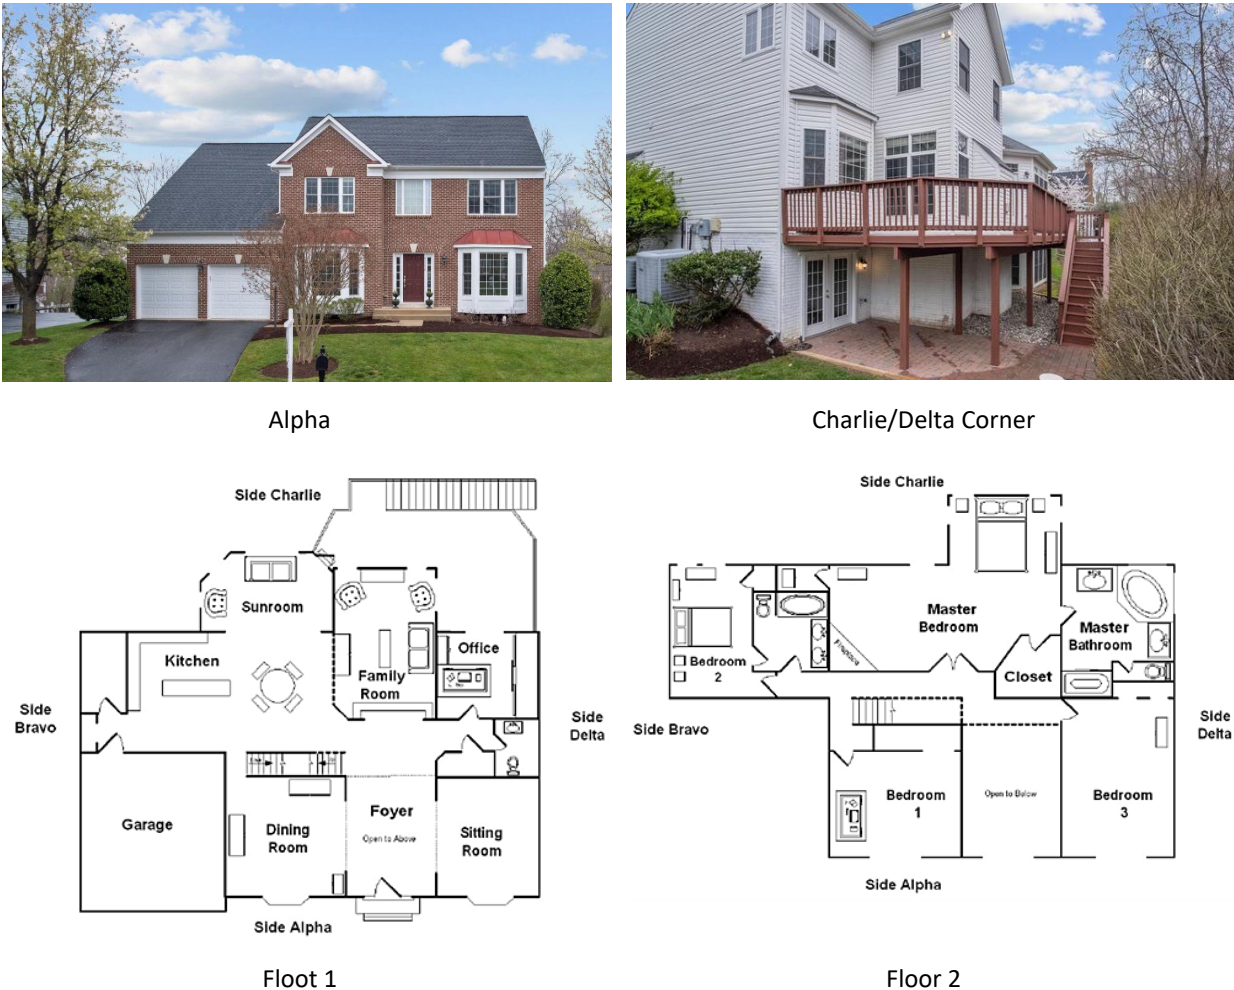 Alpha
Charlie/Delta Corner
Side Charlie
Sunroom
Kitchen
Office
Family
Room
Side
Bravo
Side
Delta
Garage
Dining
Room
Foyer
Open to Above
Sitting
Room
Side Alpha
Floot 1
Side Charlie
Master
Bedroom
Master
Bathroom
Fireplace
Bedroom
2
Closet
Side Bravo
Side
Delta
Bedroom
1
Open to Below
Bedroom
3
Side Alpha
Floor 2